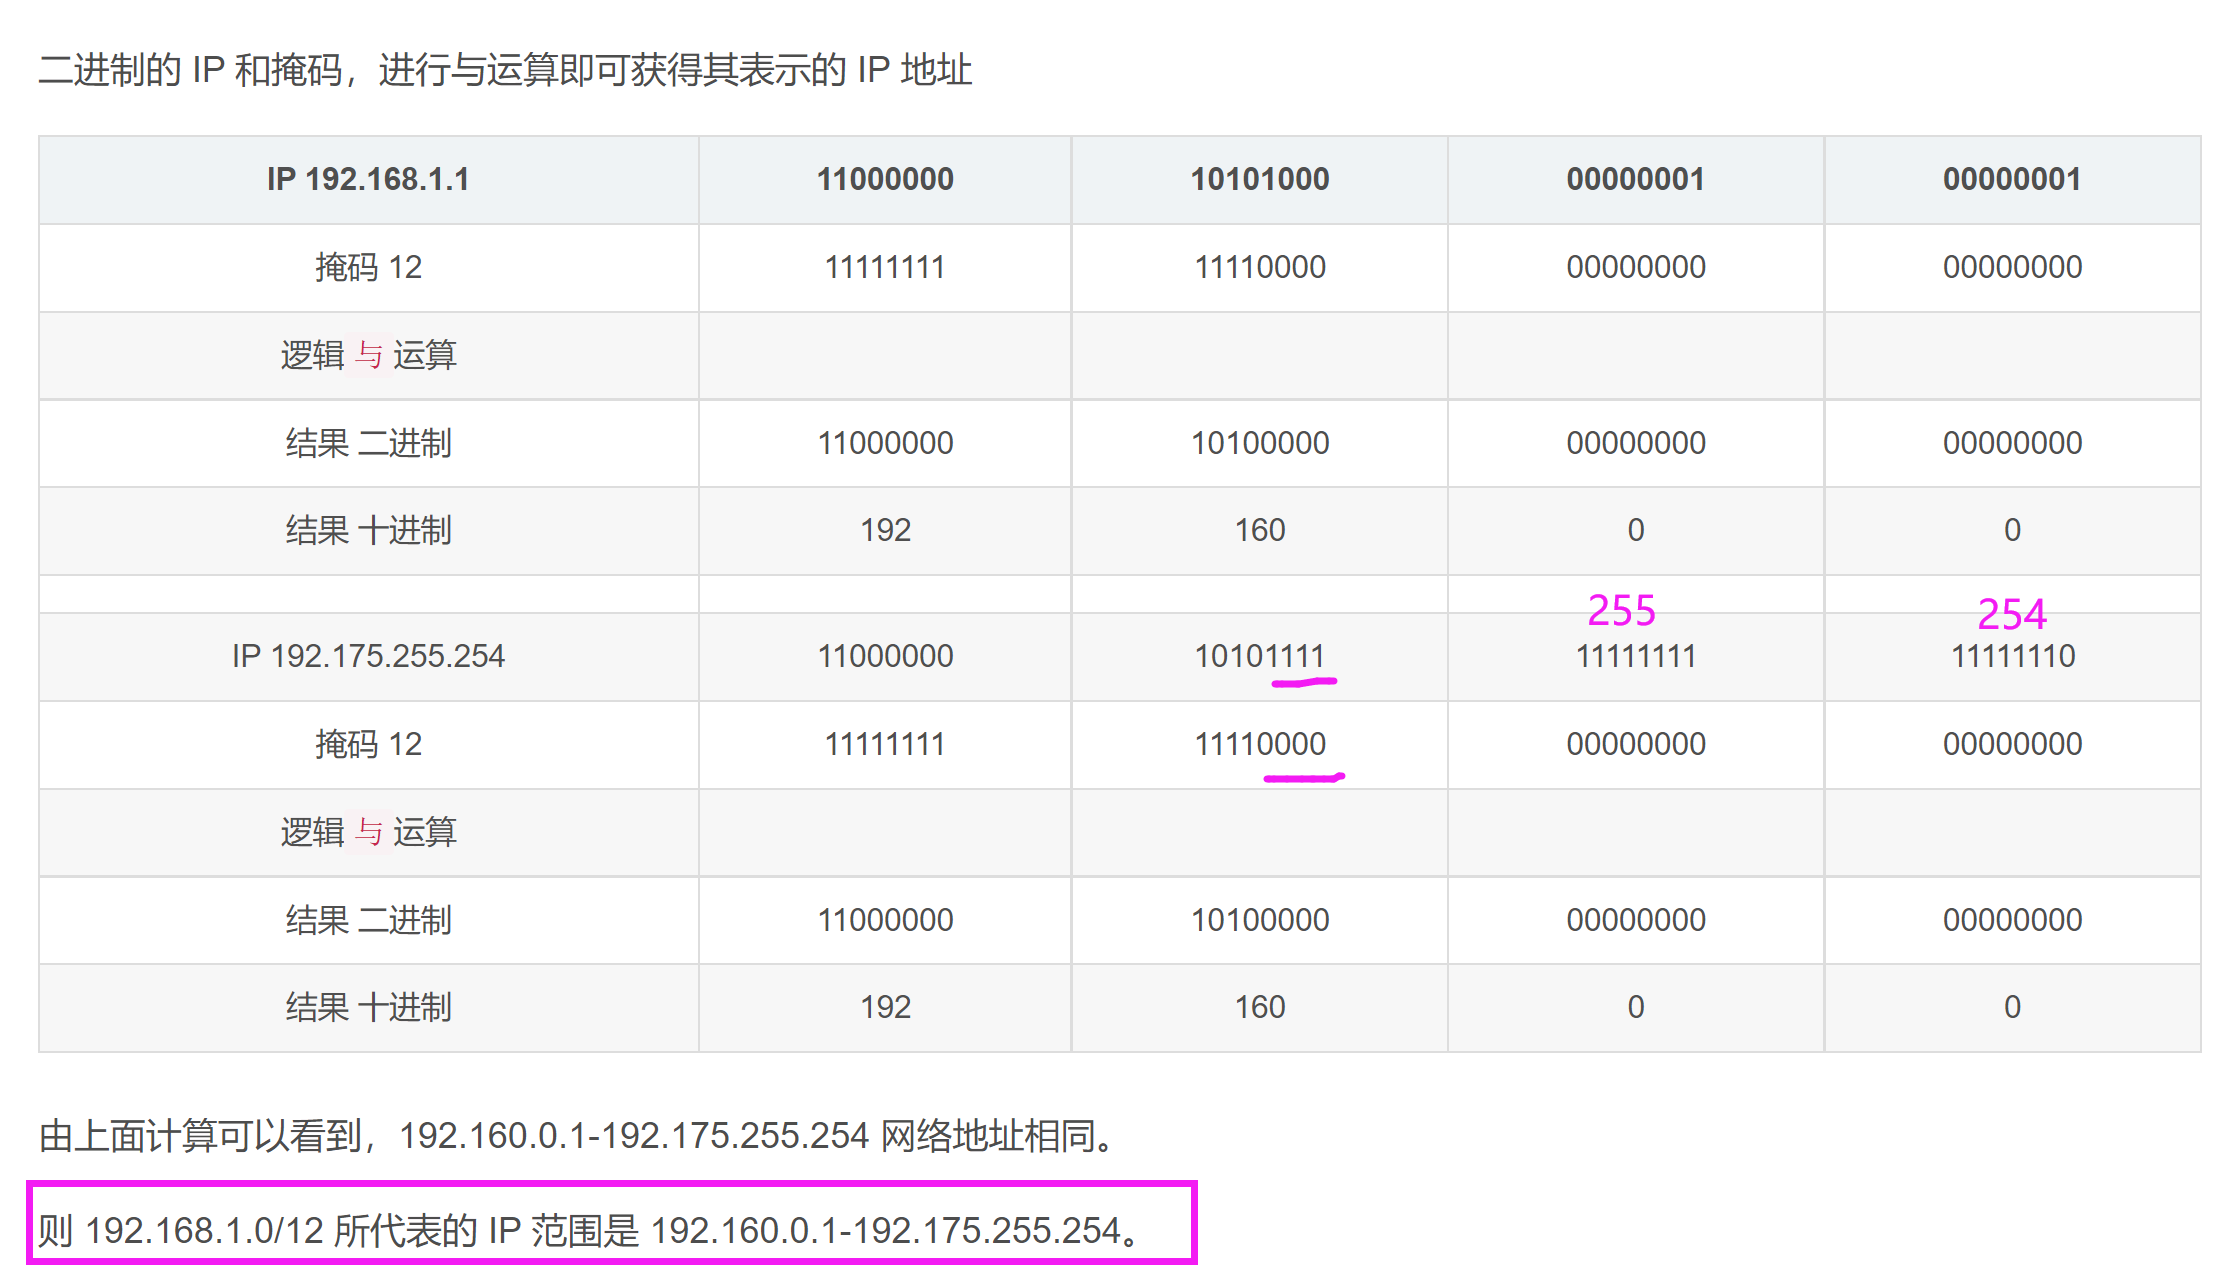 二进制的 IP 和掩码，进行与运算即可获得其表示的 IP 地址
IP 192.168.1.1 11000000 10101000 00000001 00000001
掩码 12 11111111 11110000 00000000 00000000
逻辑 与 运算
结果 二进制 11000000 10100000 00000000 00000000
结果 十进制 192 160 0 0
255 254
IP 192.175.255.254 11000000 10101111 11111111 11111110
掩码 12 11111111 11110000 00000000 00000000
逻辑 与 运算
结果 二进制 11000000 10100000 00000000 00000000
结果 十进制 192 160 0 0
由上面计算可以看到，192.160.0.1-192.175.255.254 网络地址相同。
则 192.168.1.0/12 所代表的 IP 范围是 192.160.0.1-192.175.255.254。